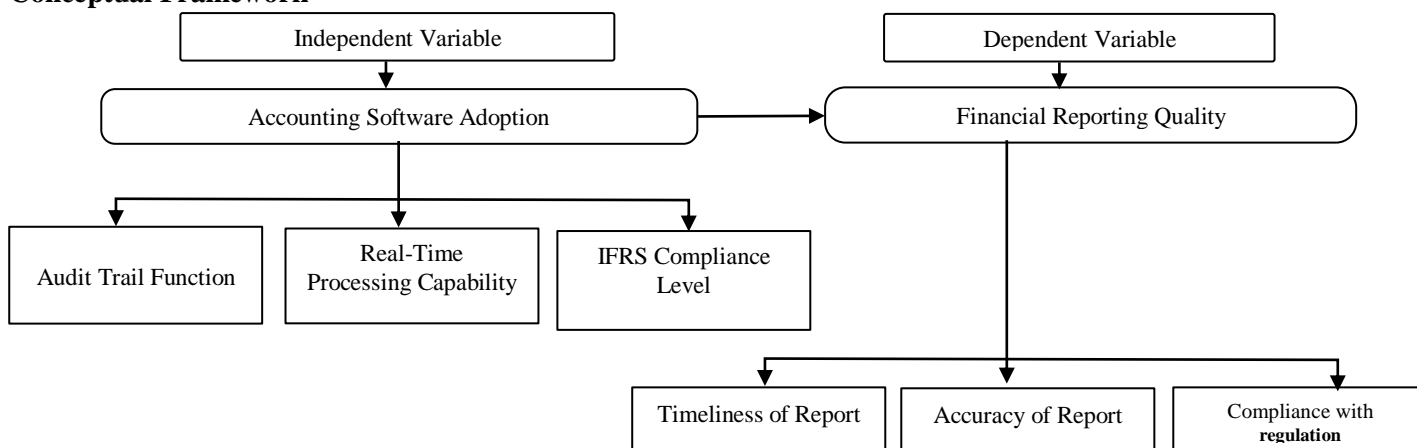 Conceptual Framework
Independent Variable
Dependent Variable
Accounting Software Adoption
Financial Reporting Quality
Audit Trail Function
Real-Time
Processing Capability
IFRS Compliance
Level
Timeliness of Report
Accuracy of Report
Compliance with
regulation